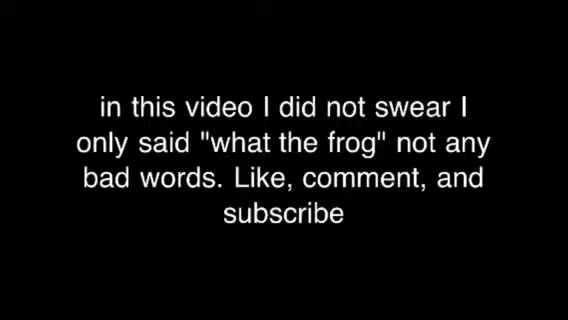 in this video I did not swear I
only said "what the frog" not any
bad words. Like, comment, and
subscribe